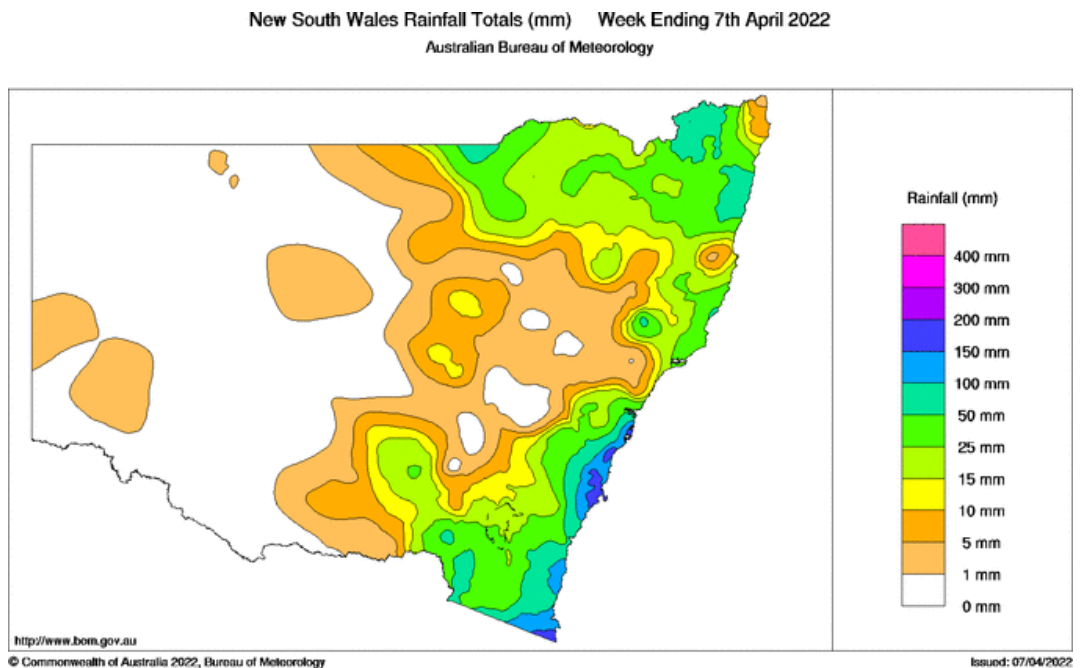 New South Wales Rainfall Totals (mm) Week Ending 7th April 2022
Australian Bureau of Meteorology
Rainfall (mm)
400 mm
300 mm
200 mm
150 mm
100 mm
50 mm
25 mm
15 mm
10 mm
5 mm
1 mm
0 mm
http://www.bom.gov.au
© Commonwealth of Australia 2022, Bureau of Meteorology
Issued: 07/04/2022